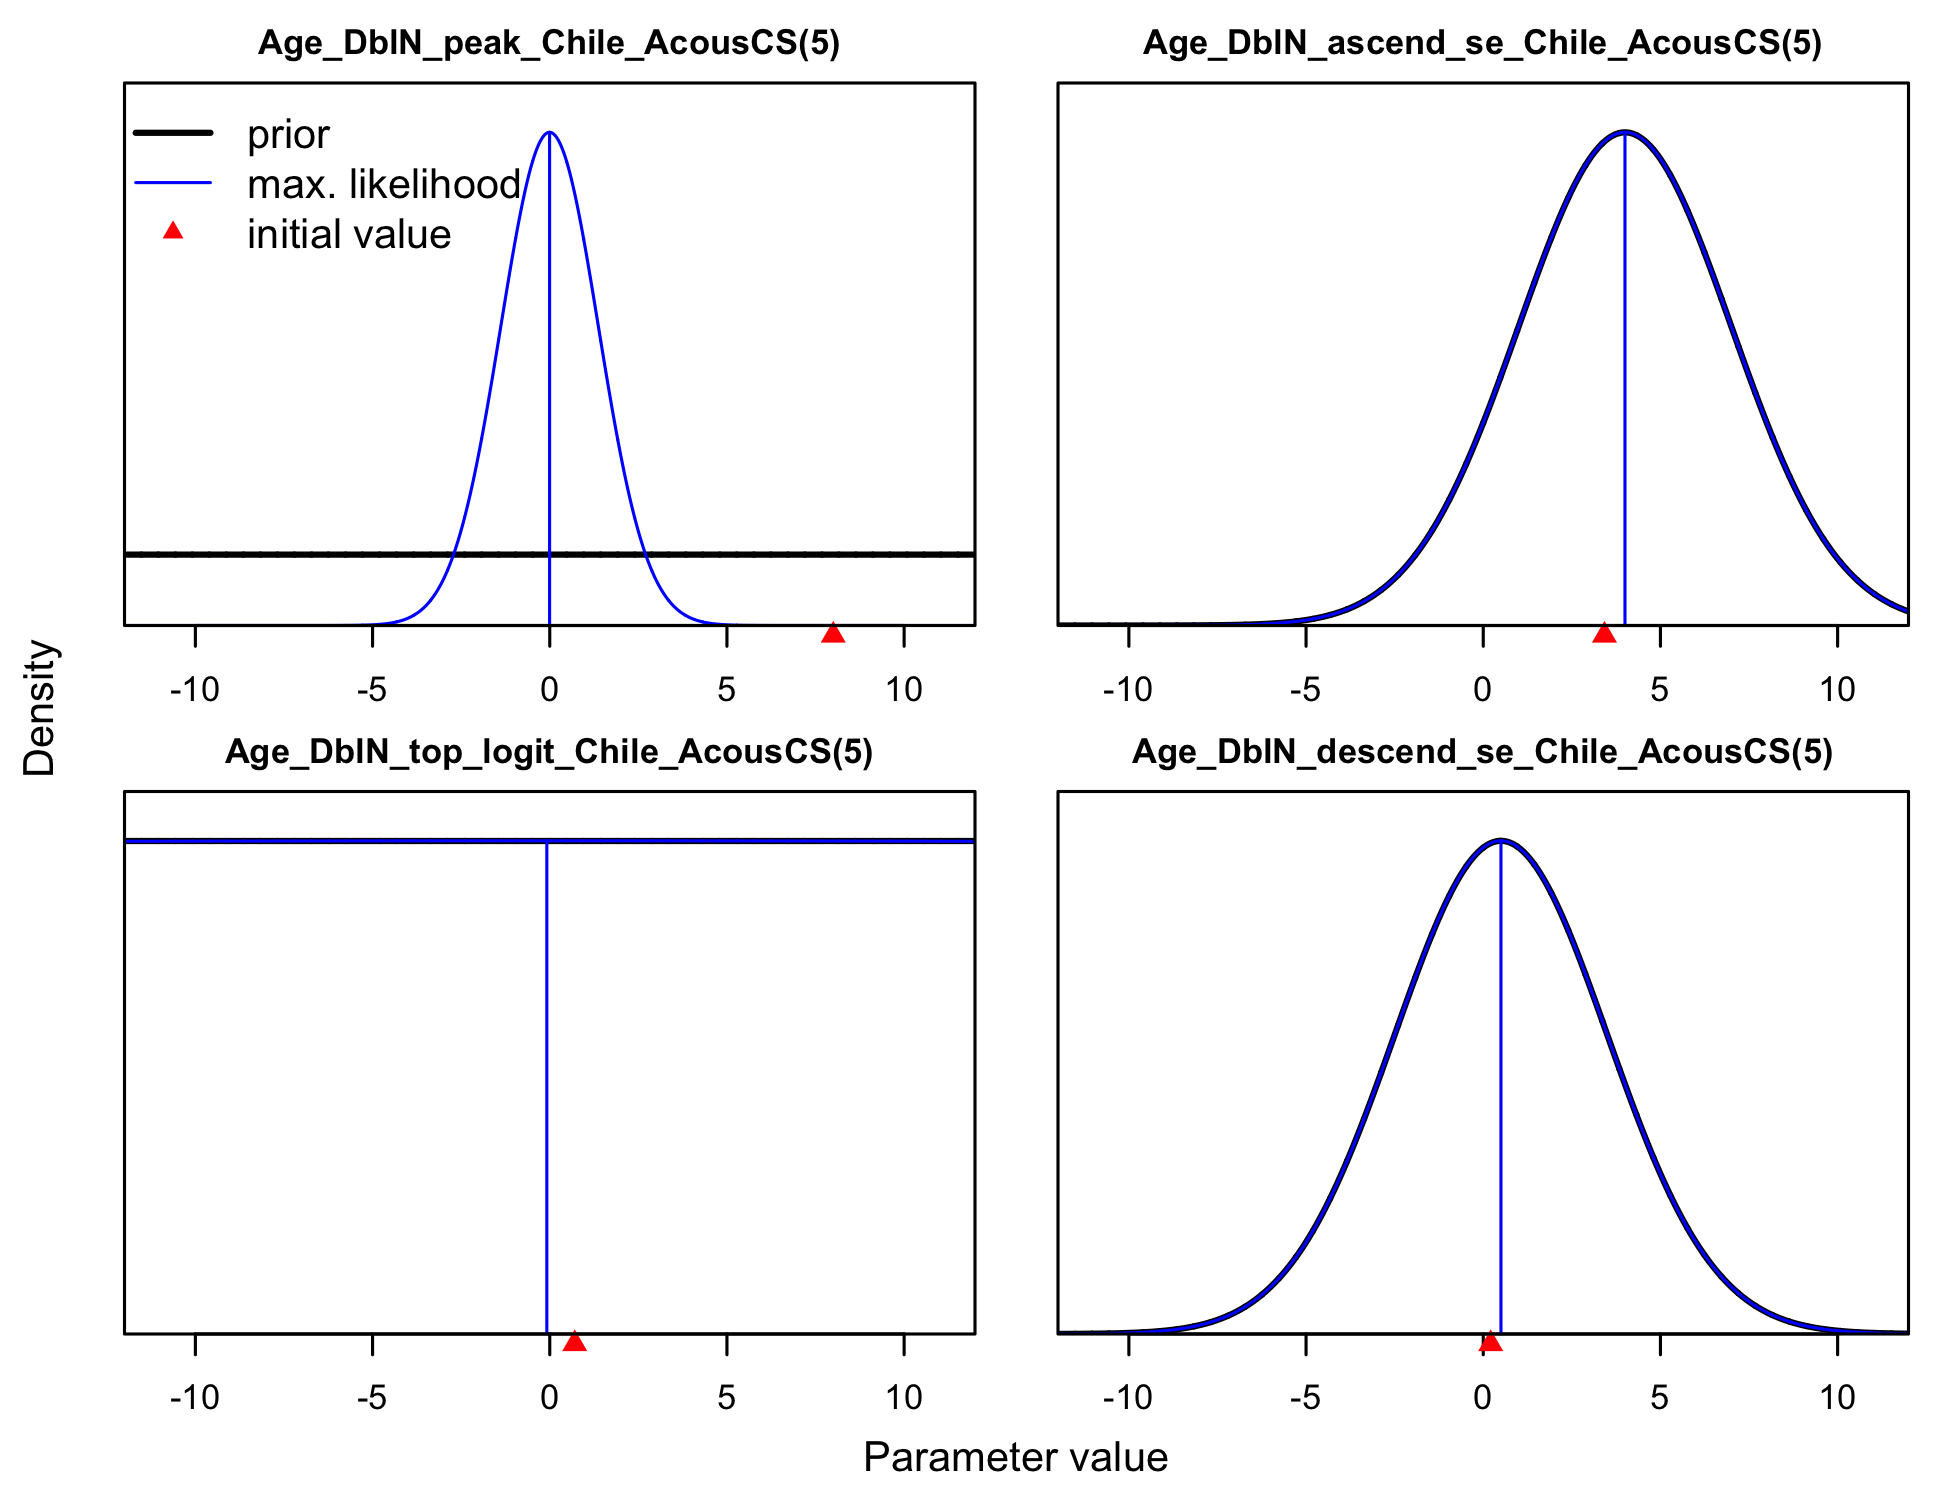 Age_DblN_peak_Chile_AcousCS(5)
Age_DblN_ascend_se_Chile_AcousCS(5)
prior
max. likelihood
initial value
-10 -5 0 5 10
-10 -5 0 5 10
Density
Age_DblN_top_logit_Chile_AcousCS(5)
Age_DblN_descend_se_Chile_AcousCS(5)
-10 -5 0 5 10
-10 -5 0 5 10
Parameter value